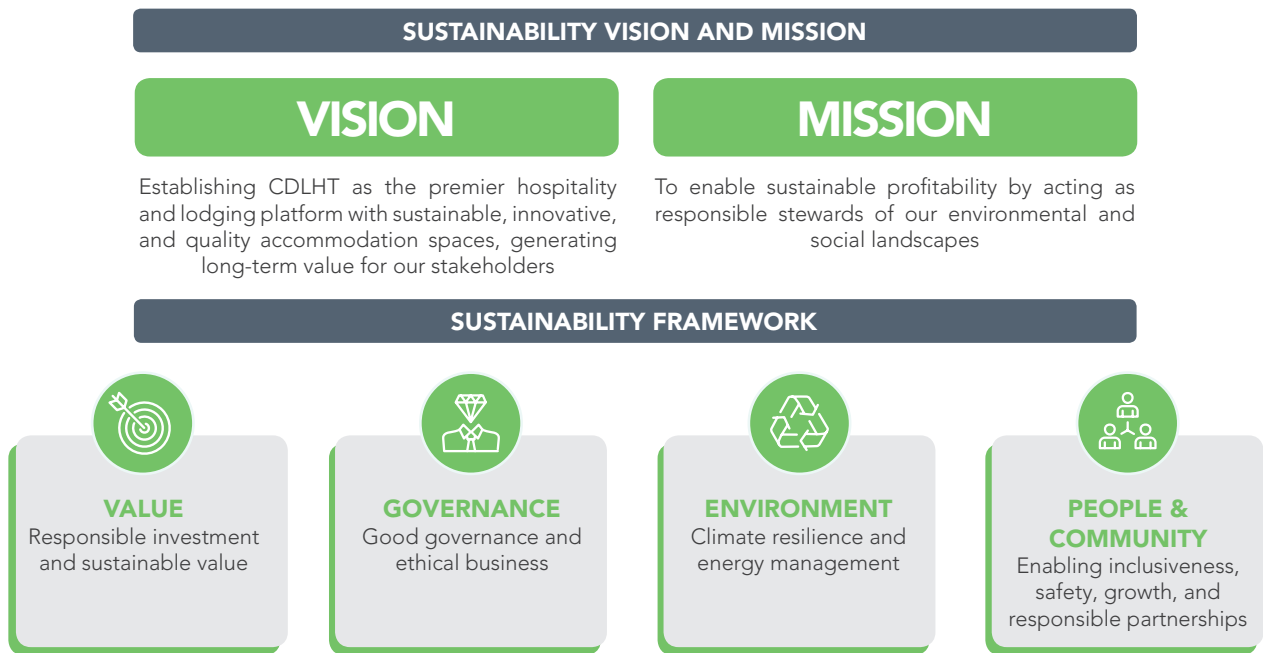 SUSTAINABILITY VISION AND MISSION
VISION
Establishing CDLHT as the premier hospitality
and lodging platform with sustainable, innovative,
and quality accommodation spaces, generating
long-term value for our stakeholders
MISSION
To enable sustainable profitability by acting as
responsible stewards of our environmental and
social landscapes
SUSTAINABILITY FRAMEWORK
VALUE
Responsible investment
and sustainable value
GOVERNANCE
Good governance and
ethical business
ENVIRONMENT
Climate resilience and
energy management
PEOPLE &
COMMUNITY
Enabling inclusiveness,
safety, growth, and
responsible partnerships